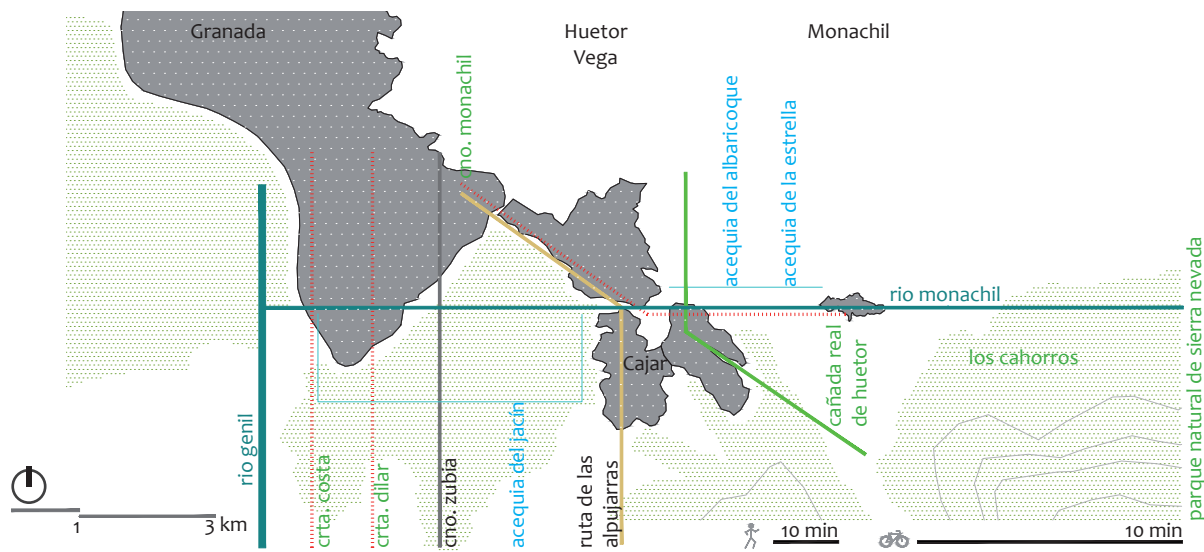 Granada
Huetor
Vega
Monachil
cno. monachil
acequia del albaricoque
acequia de la estrella
rio monachil
parque natural de sierra nevada
los cahorros
cañada real
de huetor
Cajar
rio genil
crta. costa
crta. dilar
cno. zubia
acequia del jacín
ruta de las
alpujarras
1
3 km
10 min
10 min